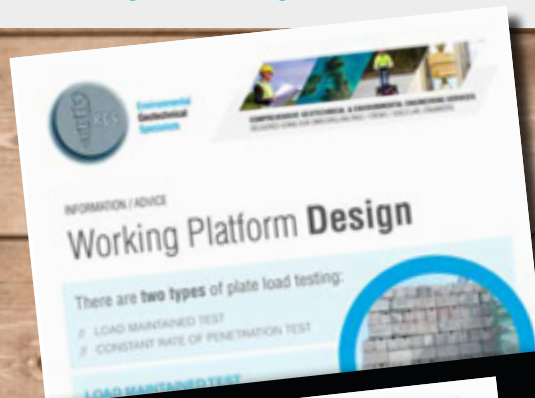 Environmental
Geotechnical
Specialists
COMPREHENSIVE GEOTECHNICAL & ENVIRONMENTAL ENGINEERING SERVICES
INFORMATION / ADVICE
Working Platform Design
There are two types of plate load testing:
// LOAD MAINTAINED TEST
// CONSTANT RATE OF PENETRATION TEST
LOAD MAINTAINED TEST